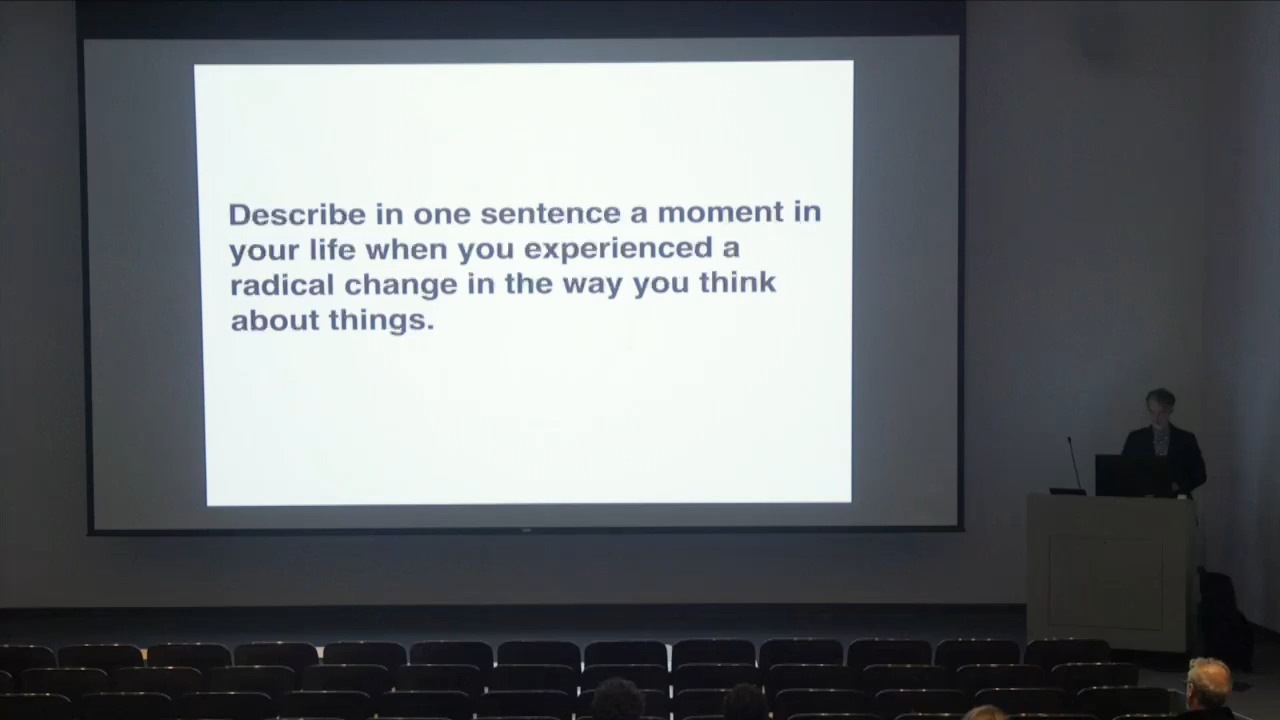 Describe in one sentence a moment in
your life when you experienced a
radical change in the way you think
about things.